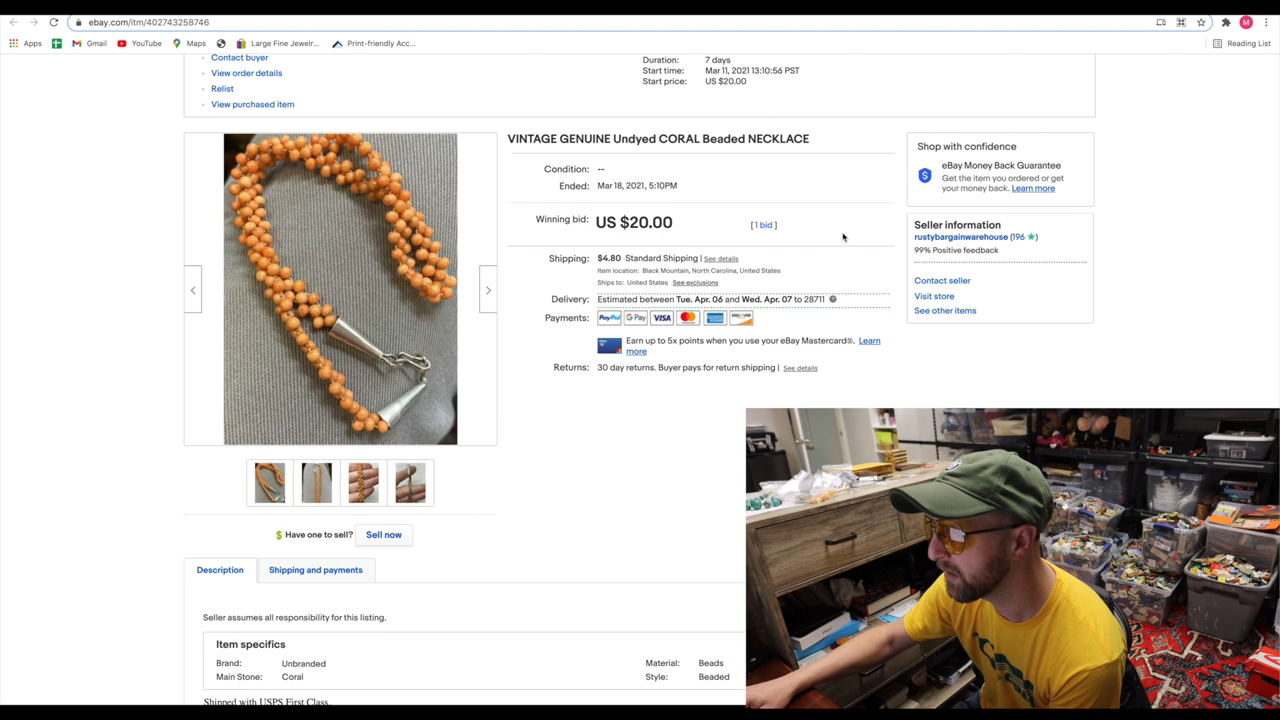 ebay.com/itm/402743258746
M
Apps
Gmail
YouTube
Maps
Large Fine Jewelr...
Print-friendly Acc...
Reading List
Contact buyer
View order details
Relist
View purchased item
Duration: 7 days
Start time: Mar 11, 2021 13:10:56 PST
Start price: US $20.00
VINTAGE GENUINE Undyed CORAL Beaded NECKLACE
Condition: --
Ended: Mar 18, 2021, 5:10PM
Winning bid: US $20.00 [ 1 bid ]
Shipping: $4.80 Standard Shipping | See details
Item location: Black Mountain, North Carolina, United States
Ships to: United States See exclusions
Delivery: Estimated between Tue. Apr. 06 and Wed. Apr. 07 to 28711
Payments: PayPal G Pay VISA DISCOVER
Earn up to 5x points when you use your eBay Mastercard®. Learn
more
Returns: 30 day returns. Buyer pays for return shipping | See details
Shop with confidence
eBay Money Back Guarantee
Get the item you ordered or get
your money back. Learn more
Seller information
rustybargainwarehouse (196 )
99% Positive feedback
Contact seller
Visit store
See other items
Have one to sell? Sell now
Description
Shipping and payments
Seller assumes all responsibility for this listing.
Item specifics
Brand: Unbranded
Material: Beads
Main Stone: Coral
Style: Beaded
Shipped with USPS First Class.